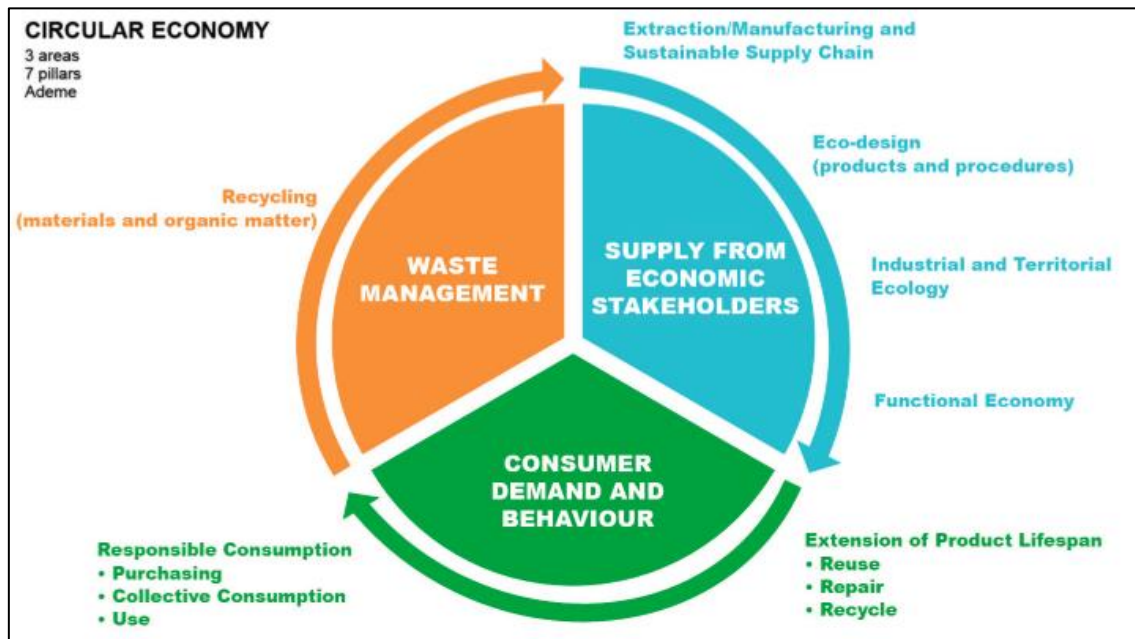 CIRCULAR ECONOMY
3 areas
7 pillars
Ademe
Extraction/Manufacturing and
Sustainable Supply Chain
Eco-design
(products and procedures)
Industrial and Territorial
Ecology
Functional Economy
SUPPLY FROM
ECONOMIC
STAKEHOLDERS
Extension of Product Lifespan
• Reuse
• Repair
• Recycle
CONSUMER
DEMAND AND
BEHAVIOUR
Responsible Consumption
• Purchasing
• Collective Consumption
• Use
Recycling
(materials and organic matter)
WASTE
MANAGEMENT